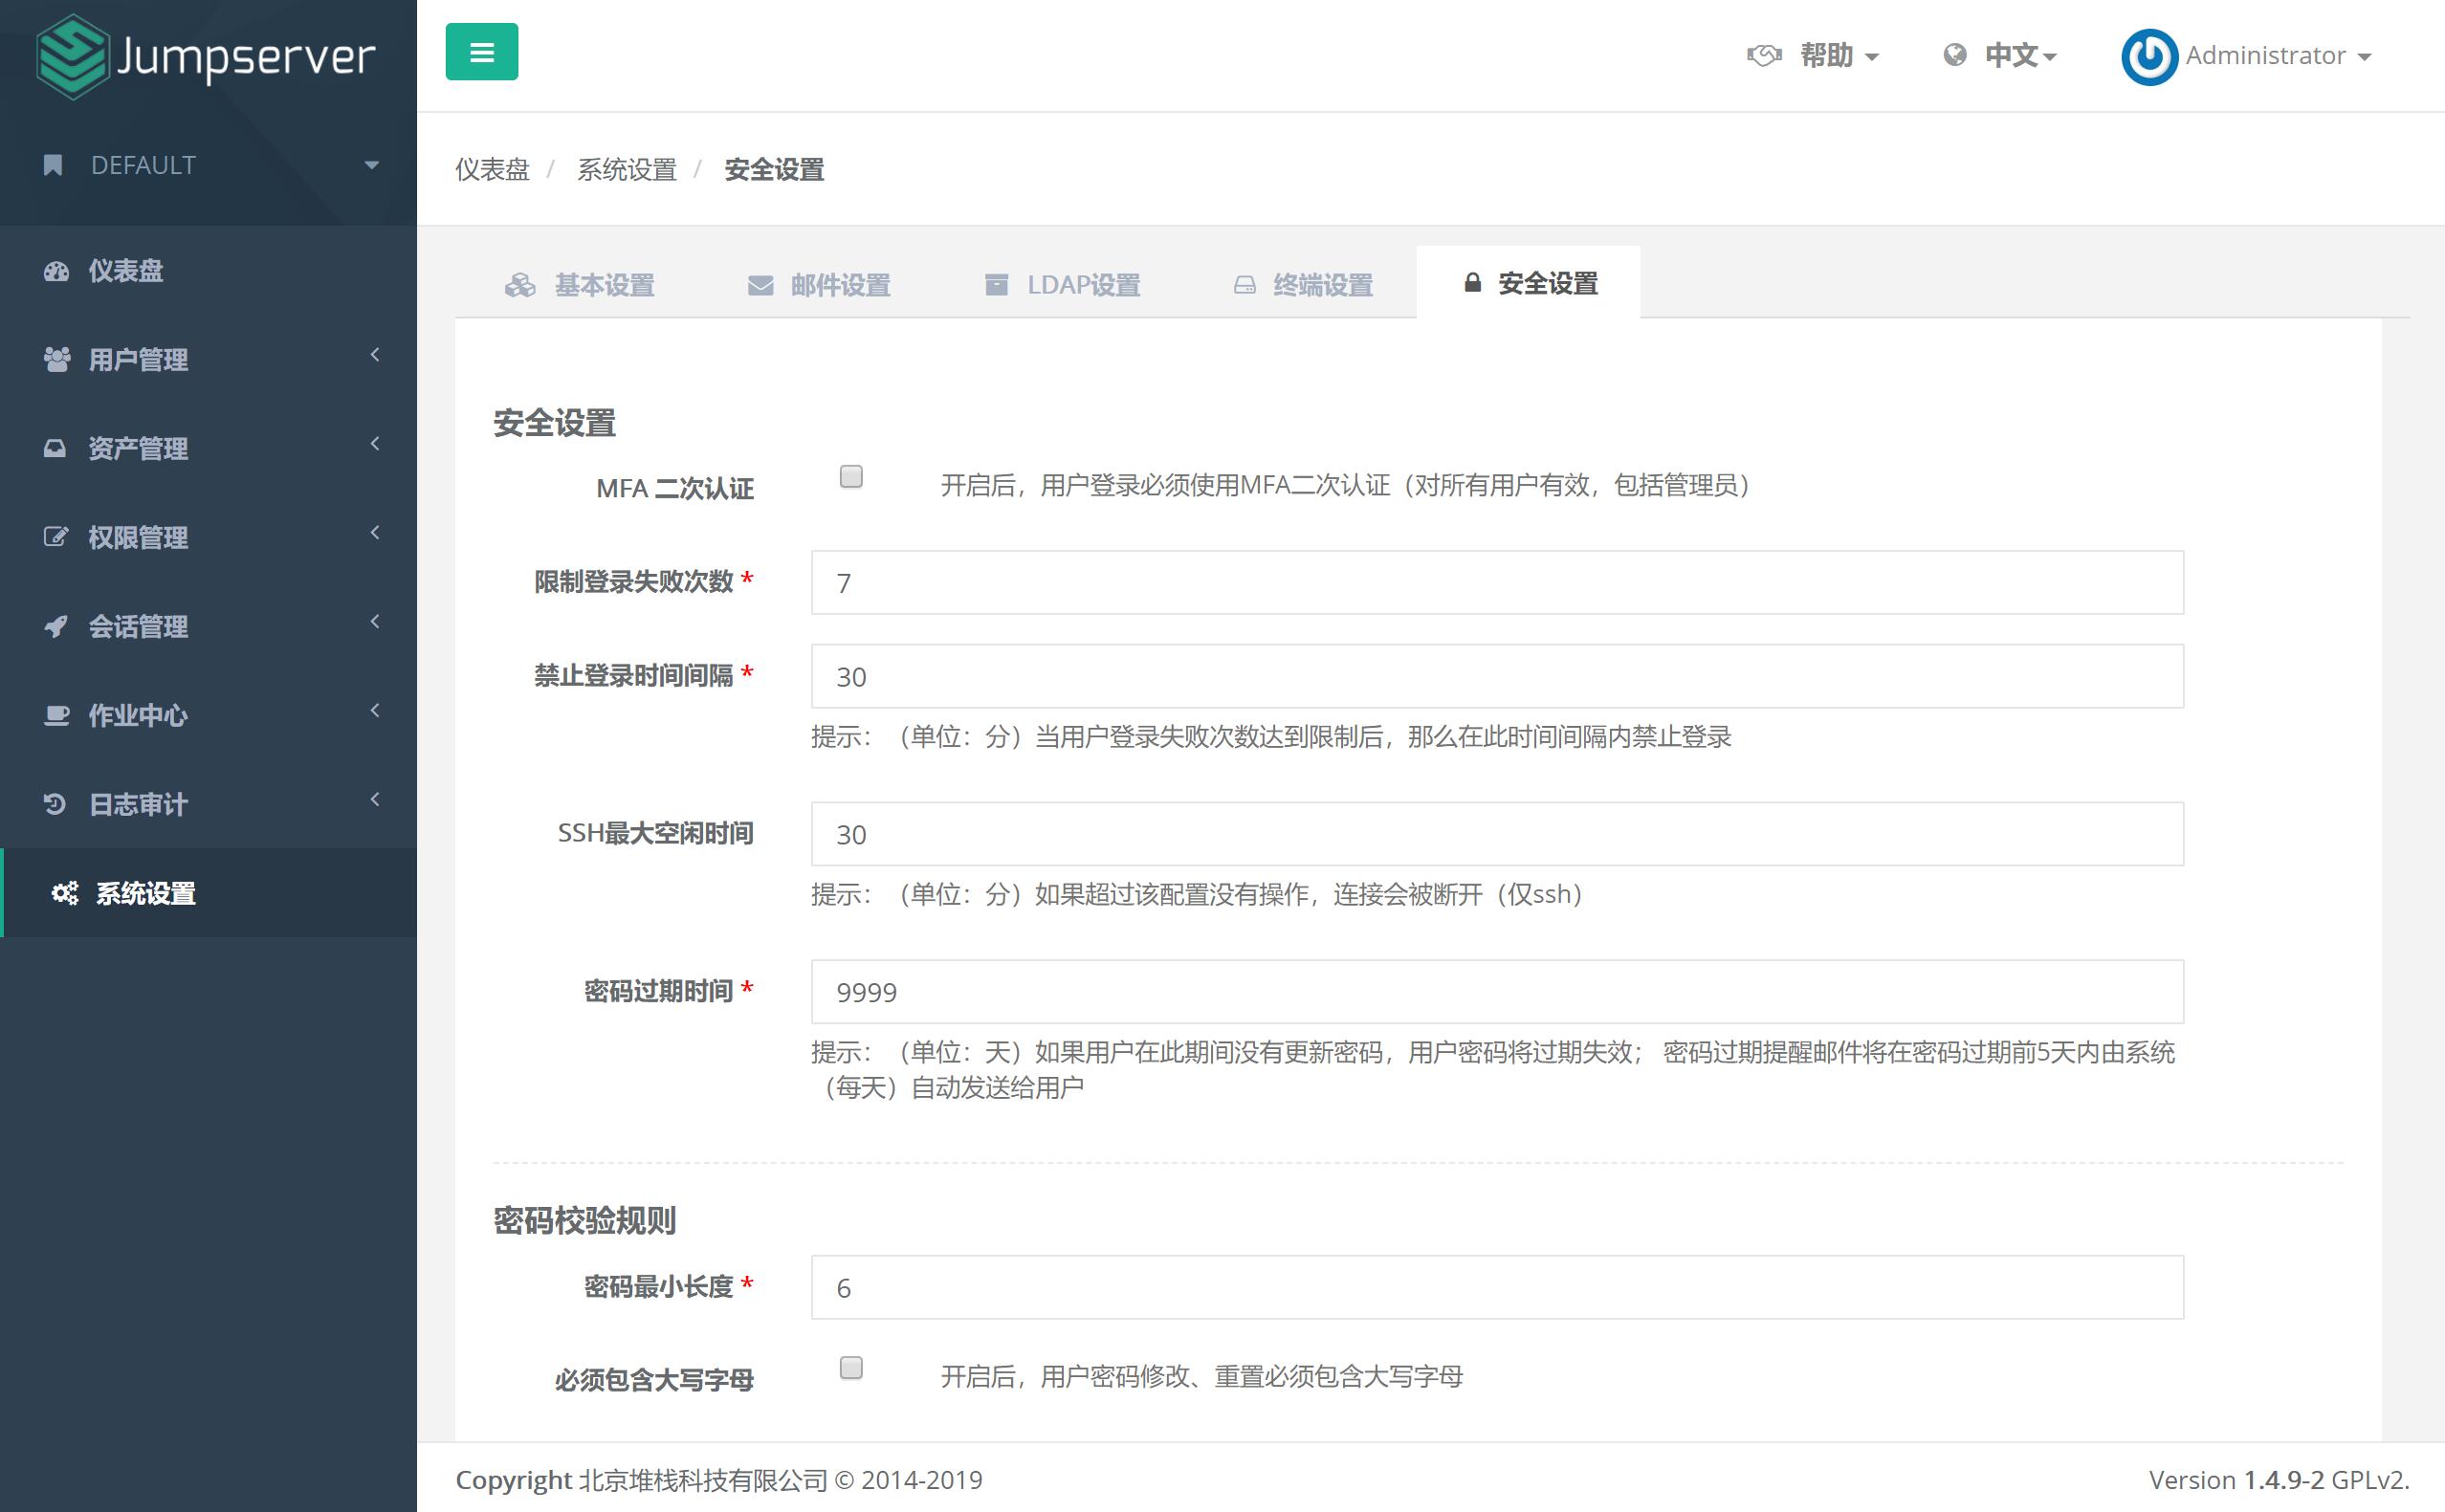 Jumpserver
帮助
中文
Administrator
DEFAULT
仪表盘 / 系统设置 / 安全设置
仪表盘
用户管理
资产管理
权限管理
会话管理
作业中心
日志审计
系统设置
基本设置
邮件设置
LDAP设置
终端设置
安全设置
安全设置
MFA 二次认证
开启后，用户登录必须使用MFA二次认证（对所有用户有效，包括管理员）
限制登录失败次数 *
7
禁止登录时间间隔 *
30
提示：（单位：分）当用户登录失败次数达到限制后，那么在此时间间隔内禁止登录
SSH最大空闲时间
30
提示：（单位：分）如果超过该配置没有操作，连接会被断开（仅ssh）
密码过期时间 *
9999
提示：（单位：天）如果用户在此期间没有更新密码，用户密码将过期失效； 密码过期提醒邮件将在密码过期前5天内由系统
（每天）自动发送给用户
密码校验规则
密码最小长度 *
6
必须包含大写字母
开启后，用户密码修改、重置必须包含大写字母
Copyright 北京堆栈科技有限公司 © 2014-2019
Version 1.4.9-2 GPLv2.